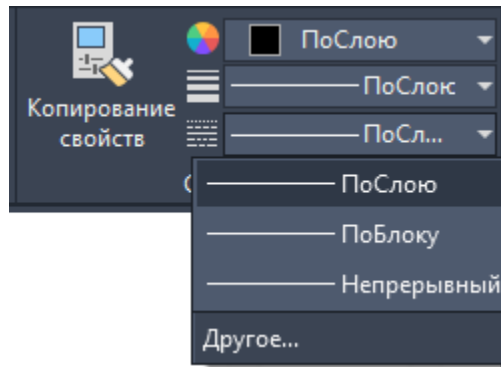 ПоСлою
ПоСлою
Копирование
свойств
ПоСл...
ПоСлою
ПоБлоку
Непрерывный
Другое...